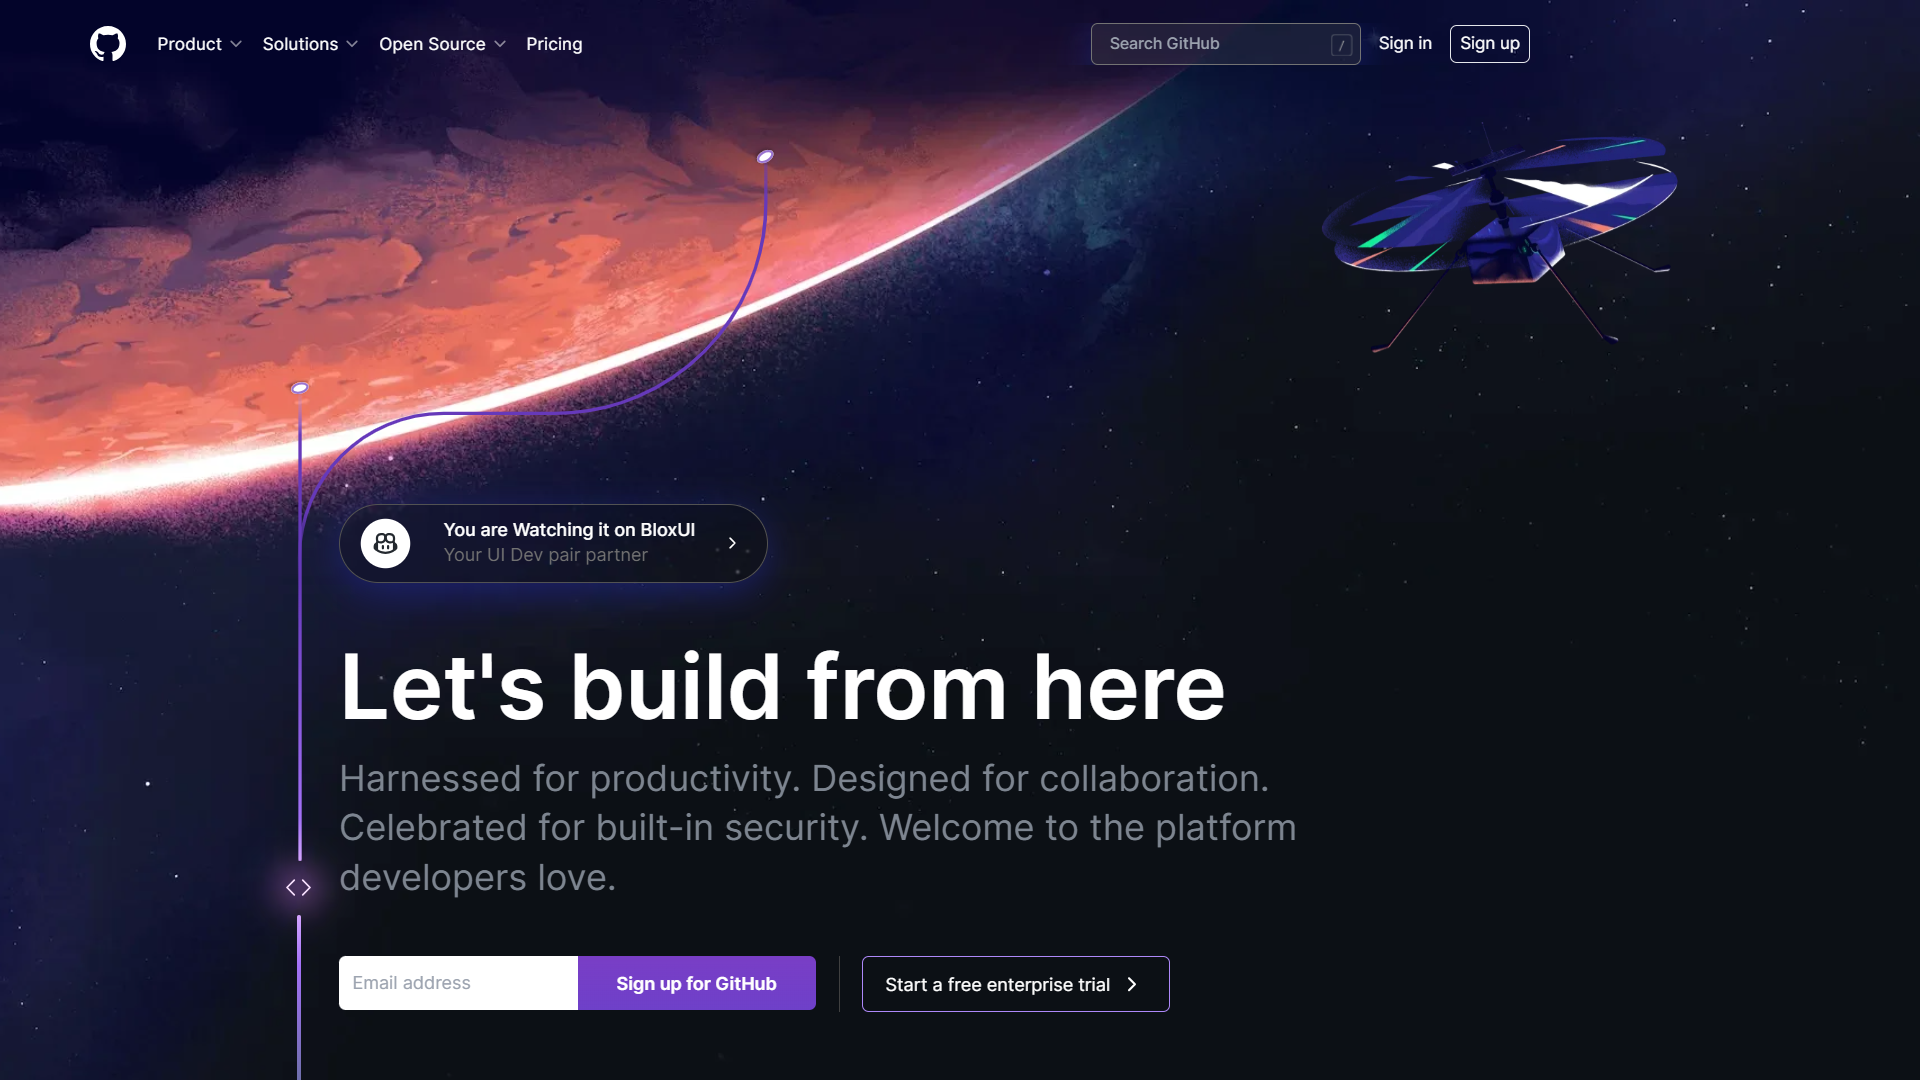 Product
Solutions
Open Source
Pricing
Search GitHub
/
Sign in
Sign up
You are Watching it on BloxUI
Your UI Dev pair partner
Let's build from here
Harnessed for productivity. Designed for collaboration.
Celebrated for built-in security. Welcome to the platform
developers love.
Email address
Sign up for GitHub
Start a free enterprise trial